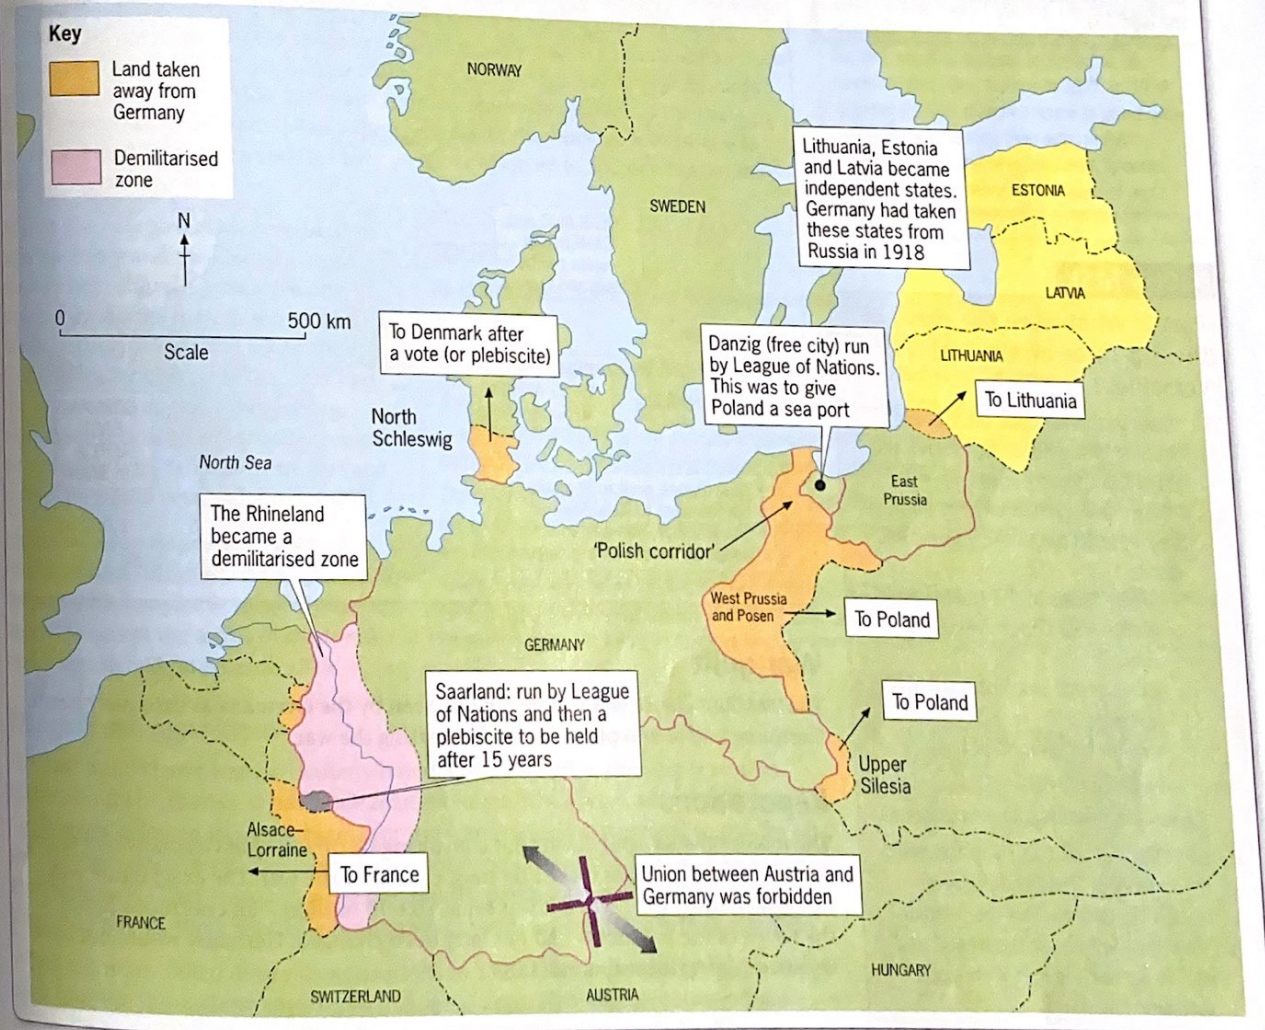 Key
Land taken
away from
Germany
Demilitarised
zone
N
0
500 km
Scale
NORWAY
SWEDEN
Lithuania, Estonia
and Latvia became
independent states.
Germany had taken
these states from
Russia in 1918
ESTONIA
LATVIA
LITHUANIA
To Lithuania
To Denmark after
a vote (or plebiscite)
North
Schleswig
Danzig (free city) run
by League of Nations.
This was to give
Poland a sea port
North Sea
East
Prussia
The Rhineland
became a
demilitarised zone
'Polish corridor'
West Prussia
and Posen
To Poland
GERMANY
Saarland: run by League
of Nations and then a
plebiscite to be held
after 15 years
To Poland
Upper
Silesia
Alsace–
Lorraine
To France
Union between Austria and
Germany was forbidden
FRANCE
SWITZERLAND
AUSTRIA
HUNGARY